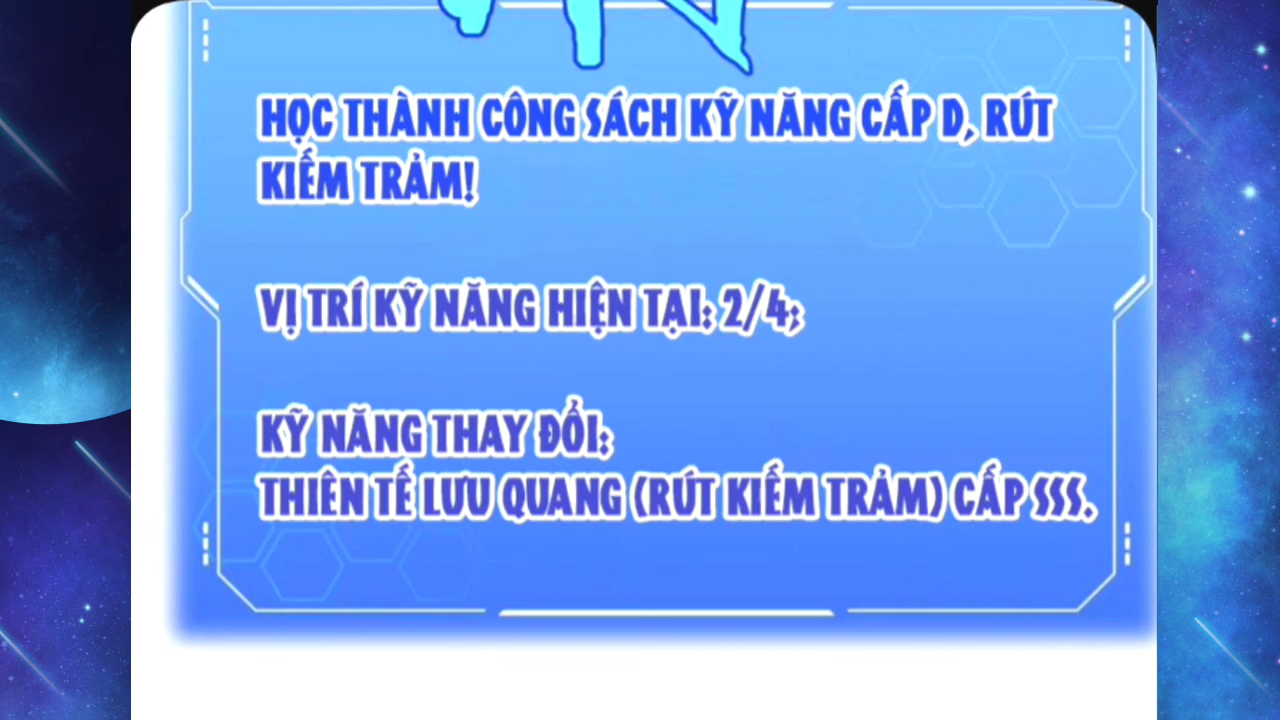 HỌC THÀNH CÔNG SÁCH KỸ NĂNG CẤP D, RÚT
KIẾM TRẢM!
VỊ TRÍ KỸ NĂNG HIỆN TẠI: 2/4;
KỸ NĂNG THAY ĐỔI:
THIÊN TẾ LƯU QUANG (RÚT KIẾM TRẢM) CẤP SSS.